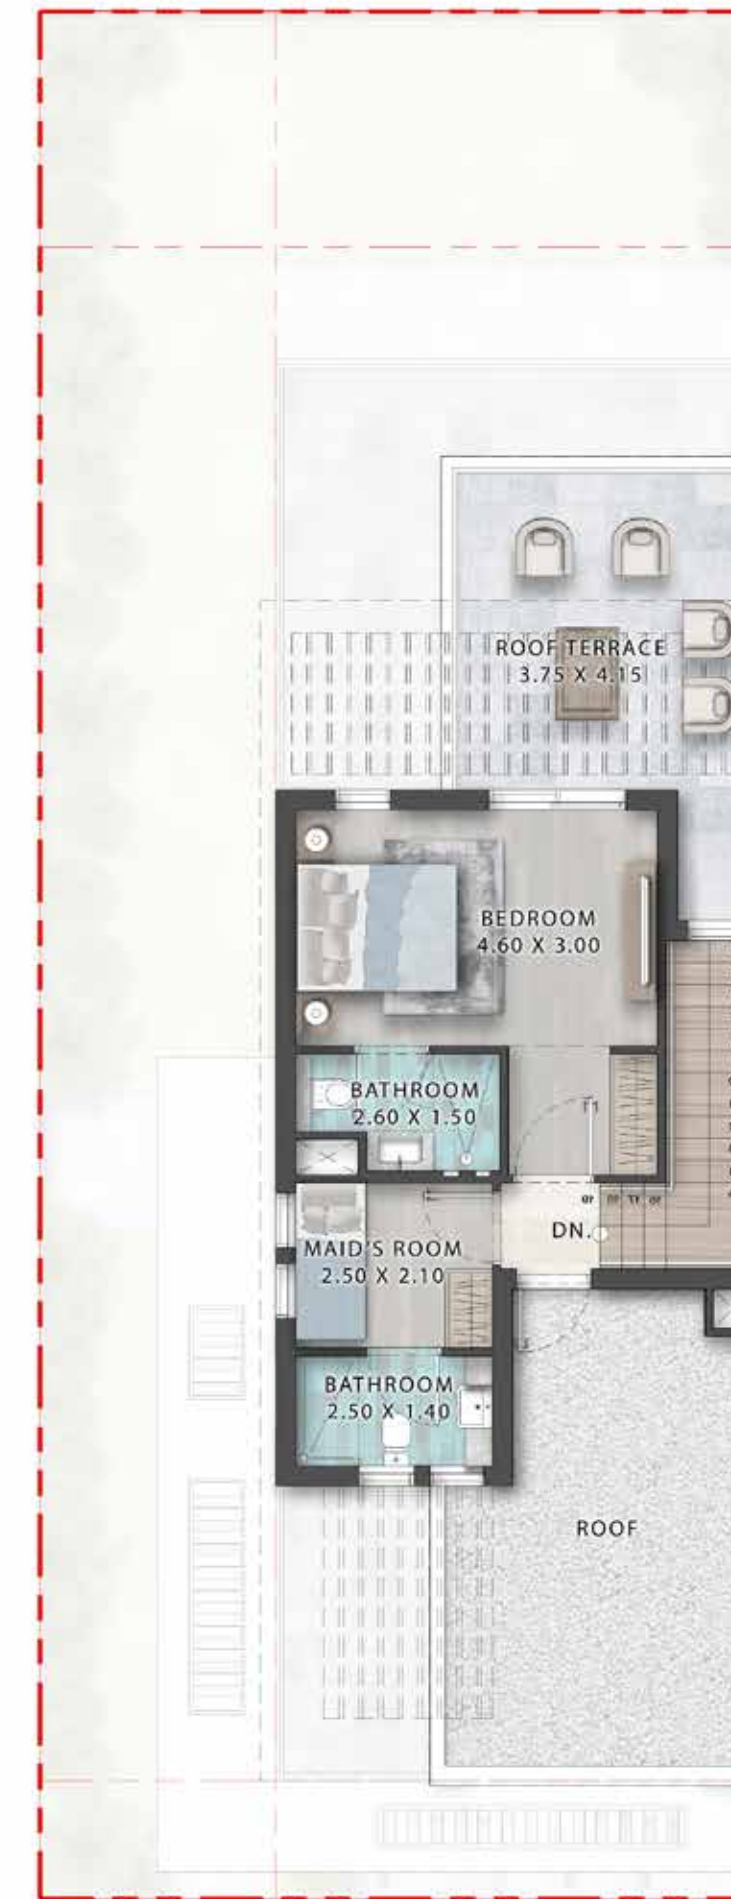 ROOF TERRACE
3.75 X 4.15
BEDROOM
4.60 X 3.00
BATHROOM
2.60 X 1.50
DN.
MAID'S ROOM
2.50 X 2.10
BATHROOM
2.50 X 1.40
ROOF